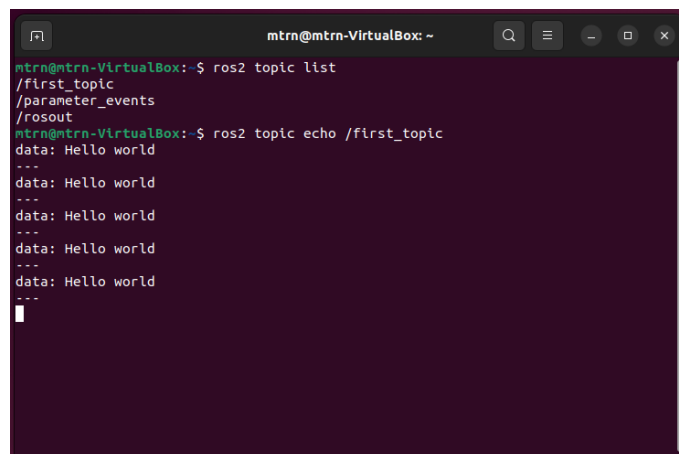 mtrn@mtrn-VirtualBox: ~
mtrn@mtrn-VirtualBox:~$ ros2 topic list
/first_topic
/parameter_events
/rosout
mtrn@mtrn-VirtualBox:~$ ros2 topic echo /first_topic
data: Hello world
---
data: Hello world
---
data: Hello world
---
data: Hello world
---
data: Hello world
---